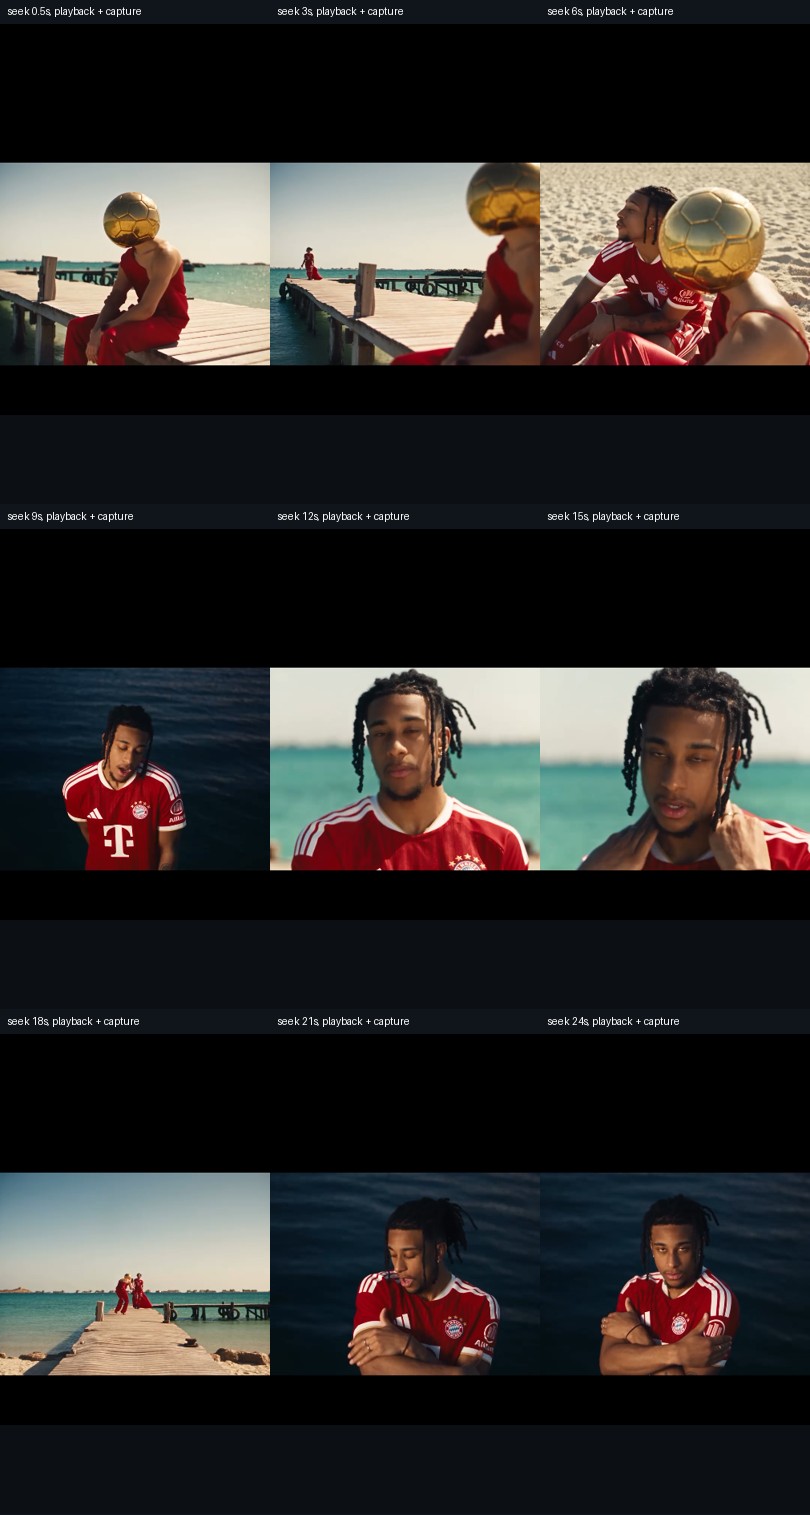 seek 0.5s, playback + capture
seek 3s, playback + capture
seek 6s, playback + capture
seek 9s, playback + capture
seek 12s, playback + capture
seek 15s, playback + capture
T
seek 18s, playback + capture
seek 21s, playback + capture
seek 24s, playback + capture